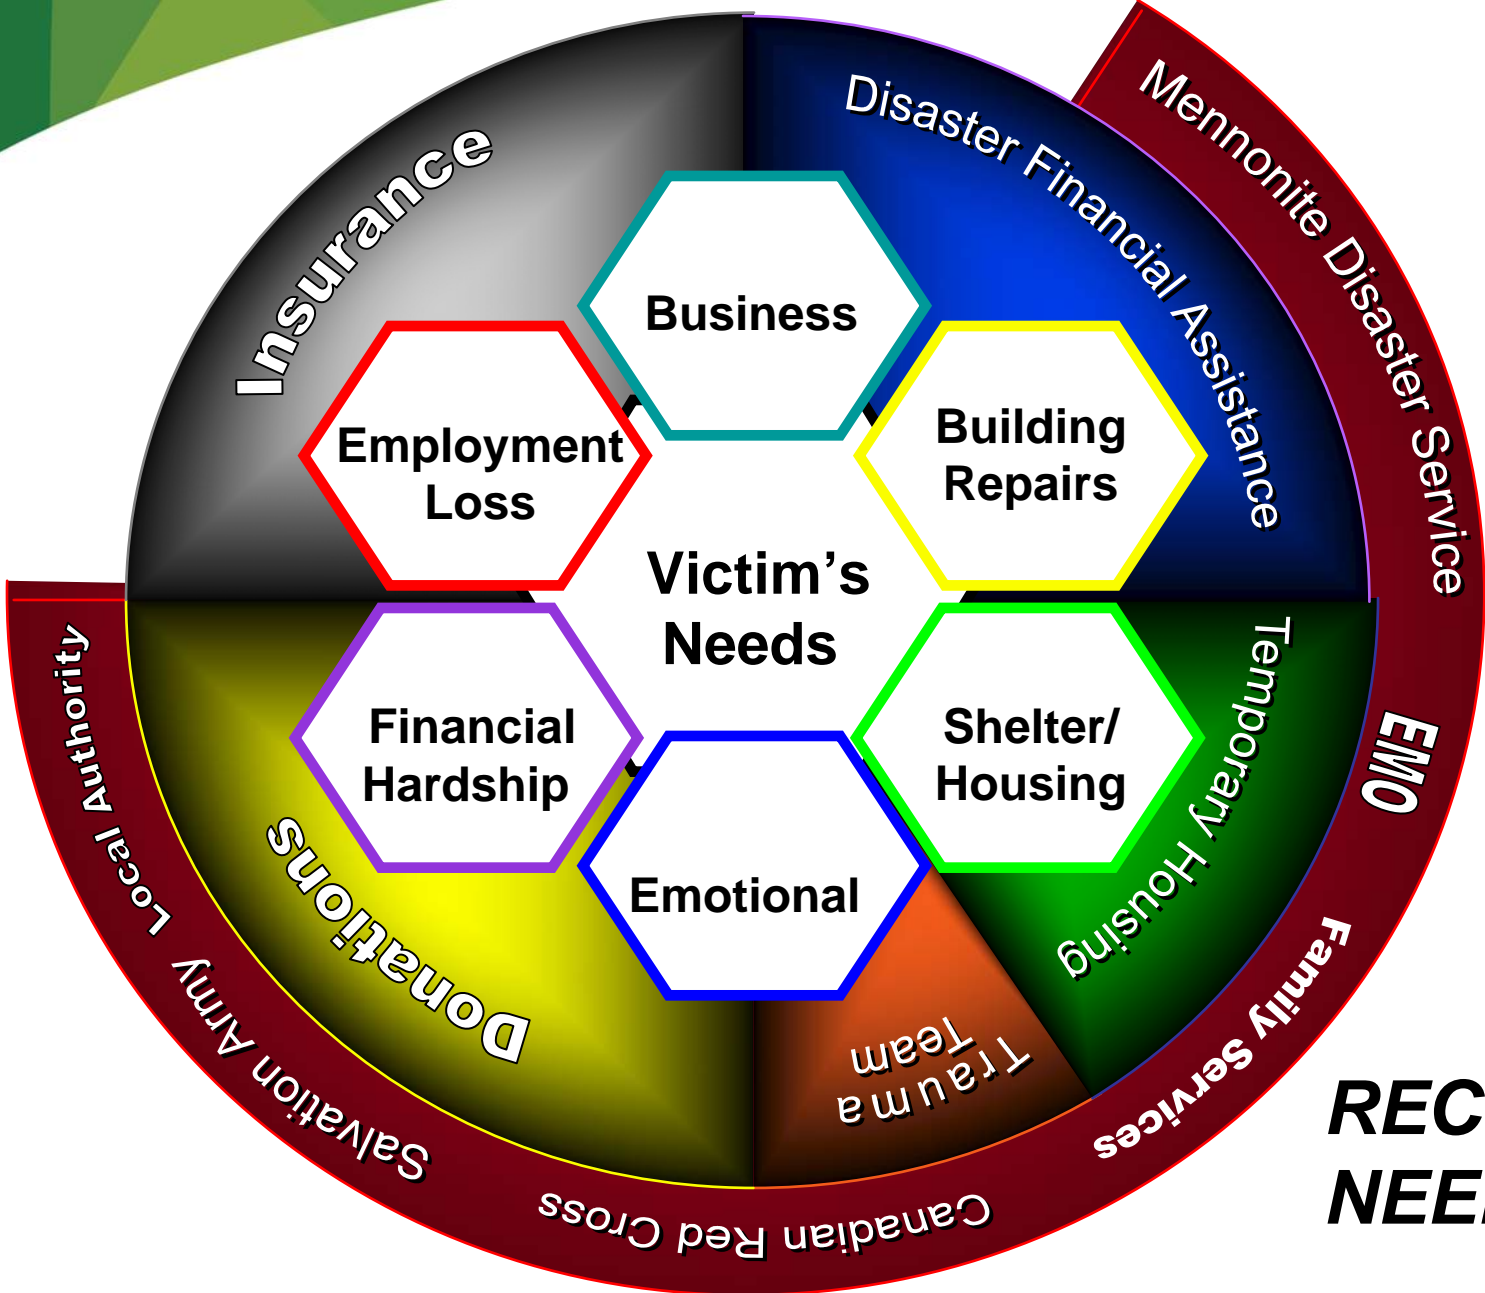 Insurance
Disaster Financial Assistance
Mennonite Disaster Service
Business
Employment
Loss
Building
Repairs
Victim’s
Needs
Financial
Hardship
Shelter/
Housing
Emotional
Temporary Housing
EMO
Family Services
Trauma
Team
Donations
Local Authority
Salvation Army
Canadian Red Cross
REC